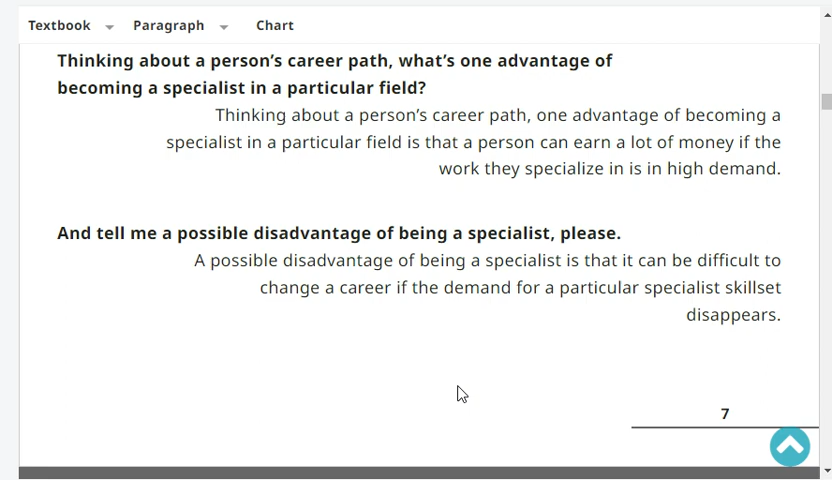 Textbook Paragraph Chart
Thinking about a person's career path, what's one advantage of
becoming a specialist in a particular field?
Thinking about a person's career path, one advantage of becoming a
specialist in a particular field is that a person can earn a lot of money if the
work they specialize in is in high demand.
And tell me a possible disadvantage of being a specialist, please.
A possible disadvantage of being a specialist is that it can be difficult to
change a career if the demand for a particular specialist skillset
disappears.
7